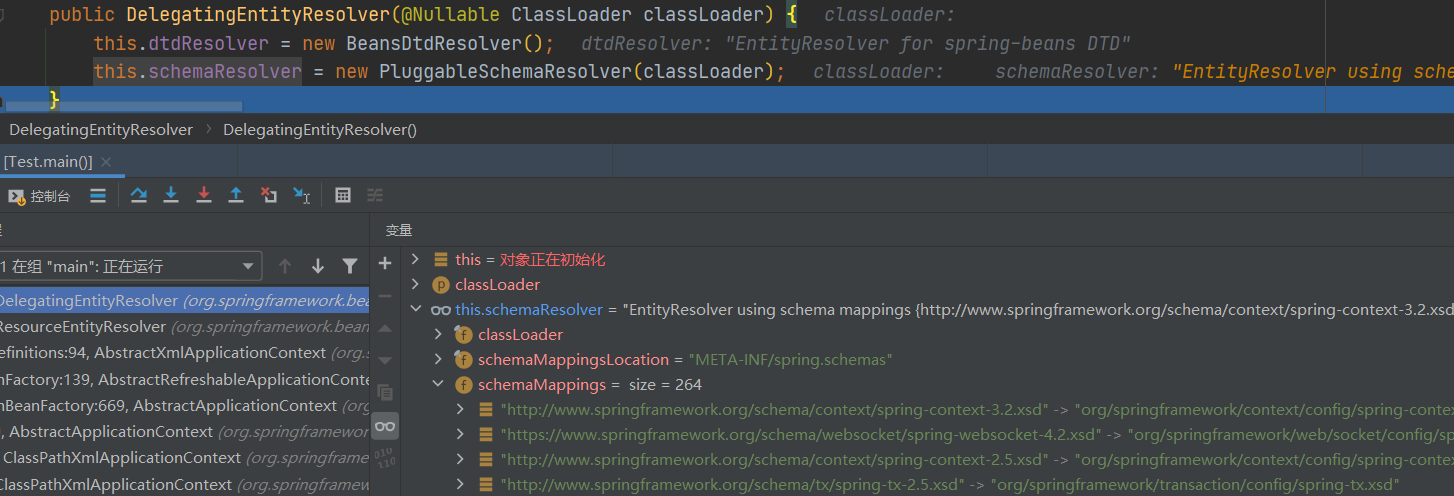 public DelegatingEntityResolver(@Nullable ClassLoader classLoader) { classLoader:
this.dtdResolver = new BeansDtdResolver(); dtdResolver: "EntityResolver for spring-beans DTD"
this.schemaResolver = new PluggableSchemaResolver(classLoader); classLoader: schemaResolver: "EntityResolver using sche
}
DelegatingEntityResolver › DelegatingEntityResolver()
[Test.main()] ×
控制台
变量
1 在组 "main": 正在运行
DelegatingEntityResolver (org.springframework.bea
ResourceEntityResolver (org.springframework.bean
efinitions:94, AbstractXmlApplicationContext (org.s
nFactory:139, AbstractRefreshableApplicationConte
nBeanFactory:669, AbstractApplicationContext (org
, AbstractApplicationContext (org.springframework
ClassPathXmlApplicationContext (org.springframe
ClassPathXmlApplicationContext (org.springframew
this = 对象正在初始化
classLoader
this.schemaResolver = "EntityResolver using schema mappings {http://www.springframework.org/schema/context/spring-context-3.2.xsd
classLoader
schemaMappingsLocation = "META-INF/spring.schemas"
schemaMappings = size = 264
"http://www.springframework.org/schema/context/spring-context-3.2.xsd" -> "org/springframework/context/config/spring-contex
"https://www.springframework.org/schema/websocket/spring-websocket-4.2.xsd" -> "org/springframework/web/socket/config/sp
"http://www.springframework.org/schema/context/spring-context-2.5.xsd" -> "org/springframework/context/config/spring-contex
"http://www.springframework.org/schema/tx/spring-tx-2.5.xsd" -> "org/springframework/transaction/config/spring-tx.xsd"